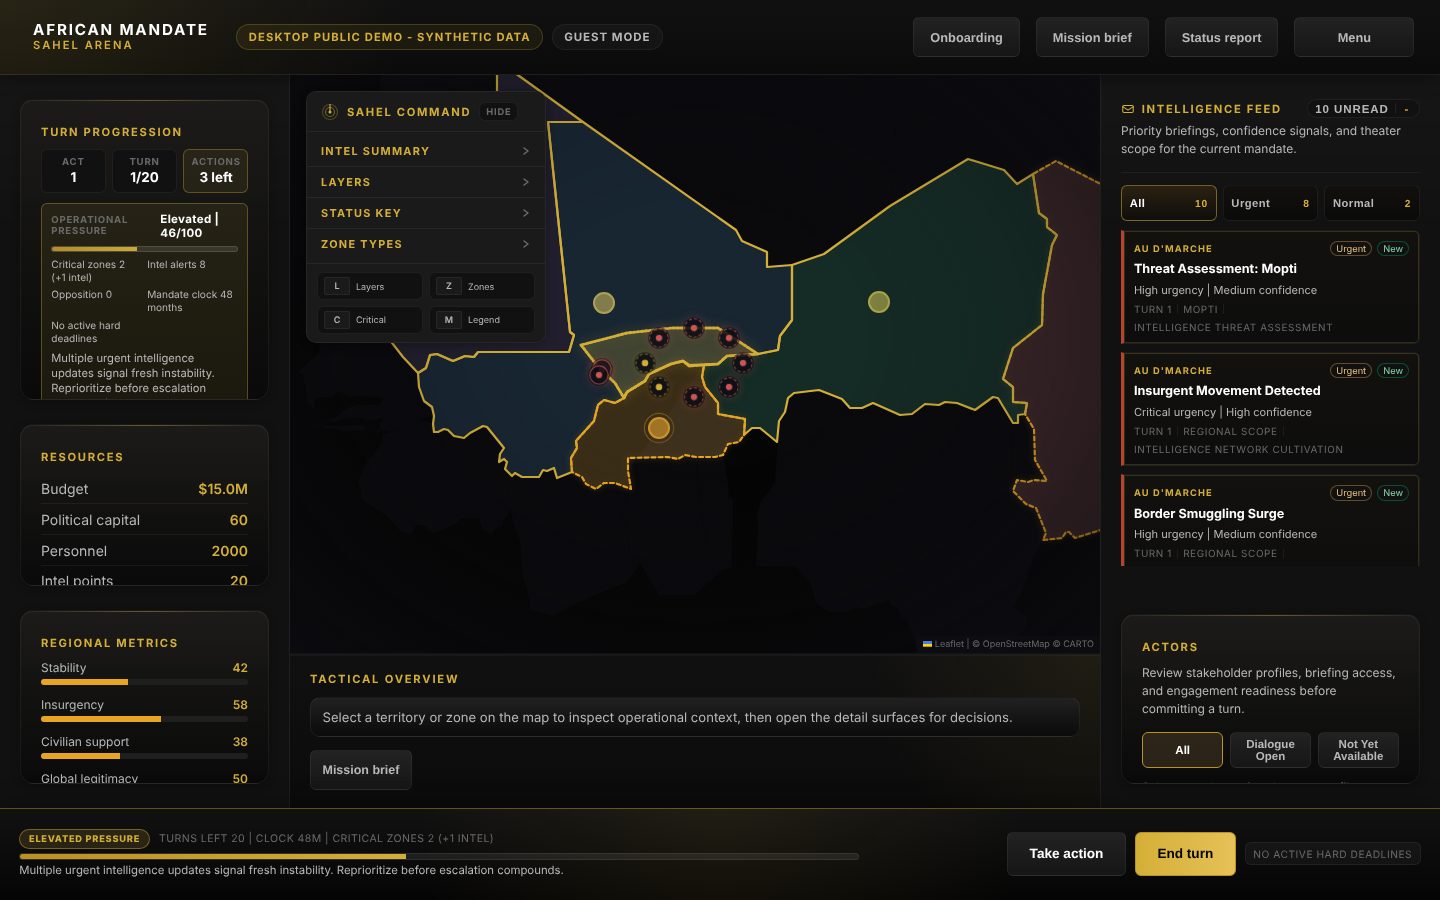 AFRICAN MANDATE
SAHEL ARENA
DESKTOP PUBLIC DEMO - SYNTHETIC DATA
GUEST MODE
Onboarding
Mission brief
Status report
Menu
TURN PROGRESSION
ACT
1
TURN
1/20
ACTIONS
3 left
OPERATIONAL PRESSURE
Elevated | 46/100
Critical zones 2 (+1 intel)
Intel alerts 8
Opposition 0
Mandate clock 48 months
No active hard deadlines
Multiple urgent intelligence
updates signal fresh instability.
Reprioritize before escalation
RESOURCES
Budget $15.0M
Political capital 60
Personnel 2000
Intel points 20
REGIONAL METRICS
Stability 42
Insurgency 58
Civilian support 38
Global legitimacy 50
SAHEL COMMAND
HIDE
INTEL SUMMARY
LAYERS
STATUS KEY
ZONE TYPES
L Layers
Z Zones
C Critical
M Legend
Leaflet | © OpenStreetMap © CARTO
TACTICAL OVERVIEW
Select a territory or zone on the map to inspect operational context, then open the detail surfaces for decisions.
Mission brief
INTELLIGENCE FEED
10 UNREAD -
Priority briefings, confidence signals, and theater
scope for the current mandate.
All 10
Urgent 8
Normal 2
AU D'MARCHE
Urgent New
Threat Assessment: Mopti
High urgency | Medium confidence
TURN 1 | MOPTI |
INTELLIGENCE THREAT ASSESSMENT
AU D'MARCHE
Urgent New
Insurgent Movement Detected
Critical urgency | High confidence
TURN 1 | REGIONAL SCOPE |
INTELLIGENCE NETWORK CULTIVATION
AU D'MARCHE
Urgent New
Border Smuggling Surge
High urgency | Medium confidence
TURN 1 | REGIONAL SCOPE |
ACTORS
Review stakeholder profiles, briefing access,
and engagement readiness before
committing a turn.
All
Dialogue Open
Not Yet Available
ELEVATED PRESSURE
TURNS LEFT 20 | CLOCK 48M | CRITICAL ZONES 2 (+1 INTEL)
Multiple urgent intelligence updates signal fresh instability. Reprioritize before escalation compounds.
Take action
End turn
NO ACTIVE HARD DEADLINES